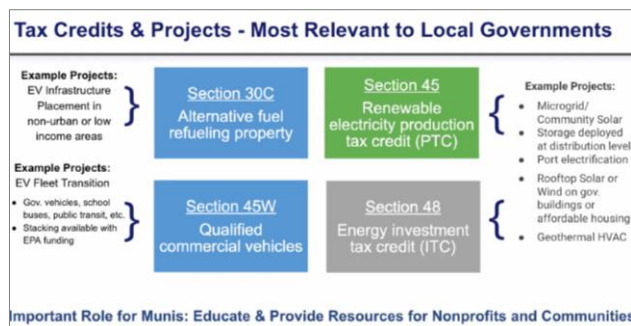 Tax Credits & Projects - Most Relevant to Local Governments
Example Projects:
EV Infrastructure
Placement in
non-urban or low
income areas
Section 30C
Alternative fuel
refueling property
Section 45
Renewable
electricity production
tax credit (PTC)
Example Projects:
• Microgrid/
Community Solar
• Storage deployed
at distribution level
• Port electrification
• Rooftop Solar or
Wind on gov.
buildings or
affordable housing
• Geothermal HVAC
Example Projects:
EV Fleet Transition
• Gov. vehicles, school
buses, public transit, etc.
• Stacking available with
EPA funding
Section 45W
Qualified
commercial vehicles
Section 48
Energy investment
tax credit (ITC)
Important Role for Munis: Educate & Provide Resources for Nonprofits and Communities